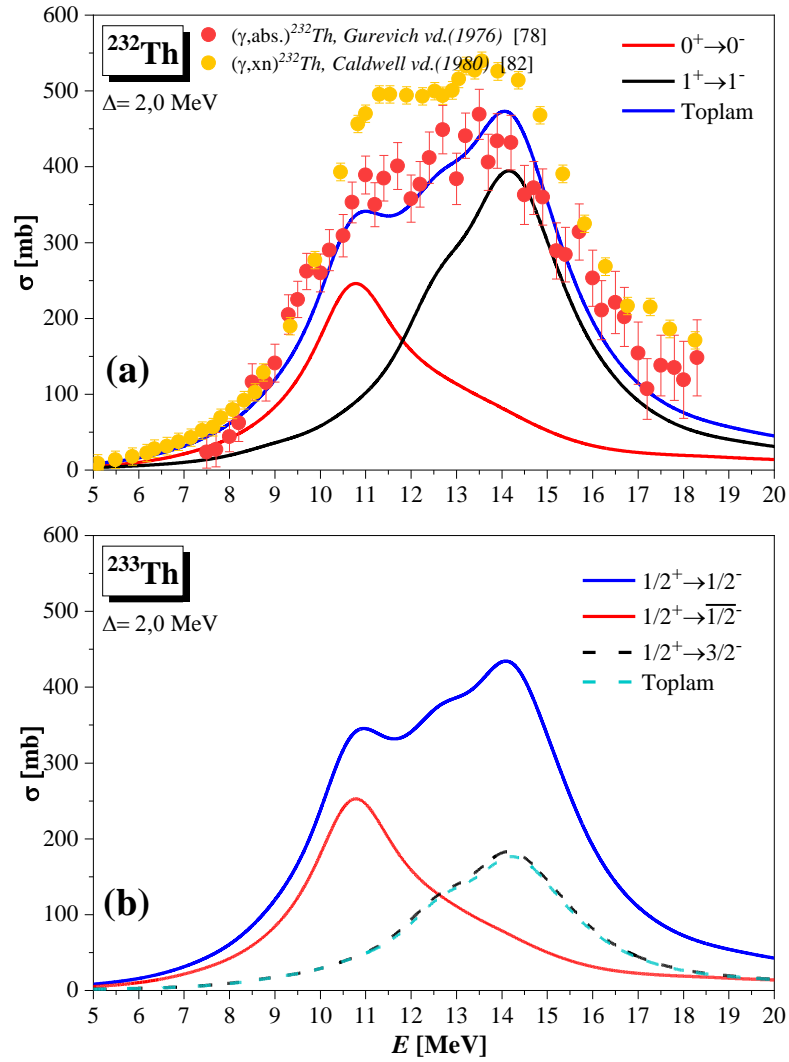 ²³²Th
Δ= 2,0 MeV
(γ,abs.)²³²Th, Gurevich vd.(1976) [78]
(γ,xn)²³²Th, Caldwell vd.(1980) [82]
0⁺→0⁻
1⁺→1⁻
Toplam
σ [mb]
600
500
400
300
200
100
0
(a)
5 6 7 8 9 10 11 12 13 14 15 16 17 18 19 20
²³³Th
Δ= 2,0 MeV
1/2⁺→1/2⁻
1/2⁺→1̅/̅2̅⁻
1/2⁺→3/2⁻
Toplam
σ [mb]
600
500
400
300
200
100
0
(b)
5 6 7 8 9 10 11 12 13 14 15 16 17 18 19 20
E [MeV]